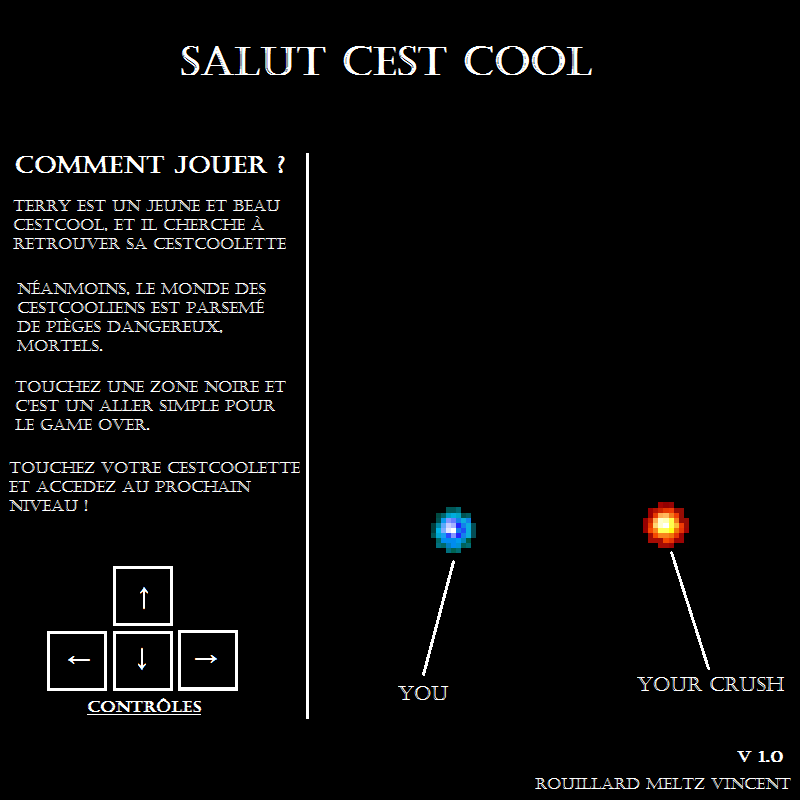 SALUT CEST COOL
COMMENT JOUER ?
TERRY EST UN JEUNE ET BEAU
CESTCOOL, ET IL CHERCHE À
RETROUVER SA CESTCOOLETTE
NÉANMOINS, LE MONDE DES
CESTCOOLIENS EST PARSEMÉ
DE PIÈGES DANGEREUX,
MORTELS.
TOUCHEZ UNE ZONE NOIRE ET
C'EST UN ALLER SIMPLE POUR
LE GAME OVER.
TOUCHEZ VOTRE CESTCOOLETTE
ET ACCEDEZ AU PROCHAIN
NIVEAU !
↑
← ↓ →
CONTRÔLES
YOU
YOUR CRUSH
V 1.0
ROUILLARD MELTZ VINCENT